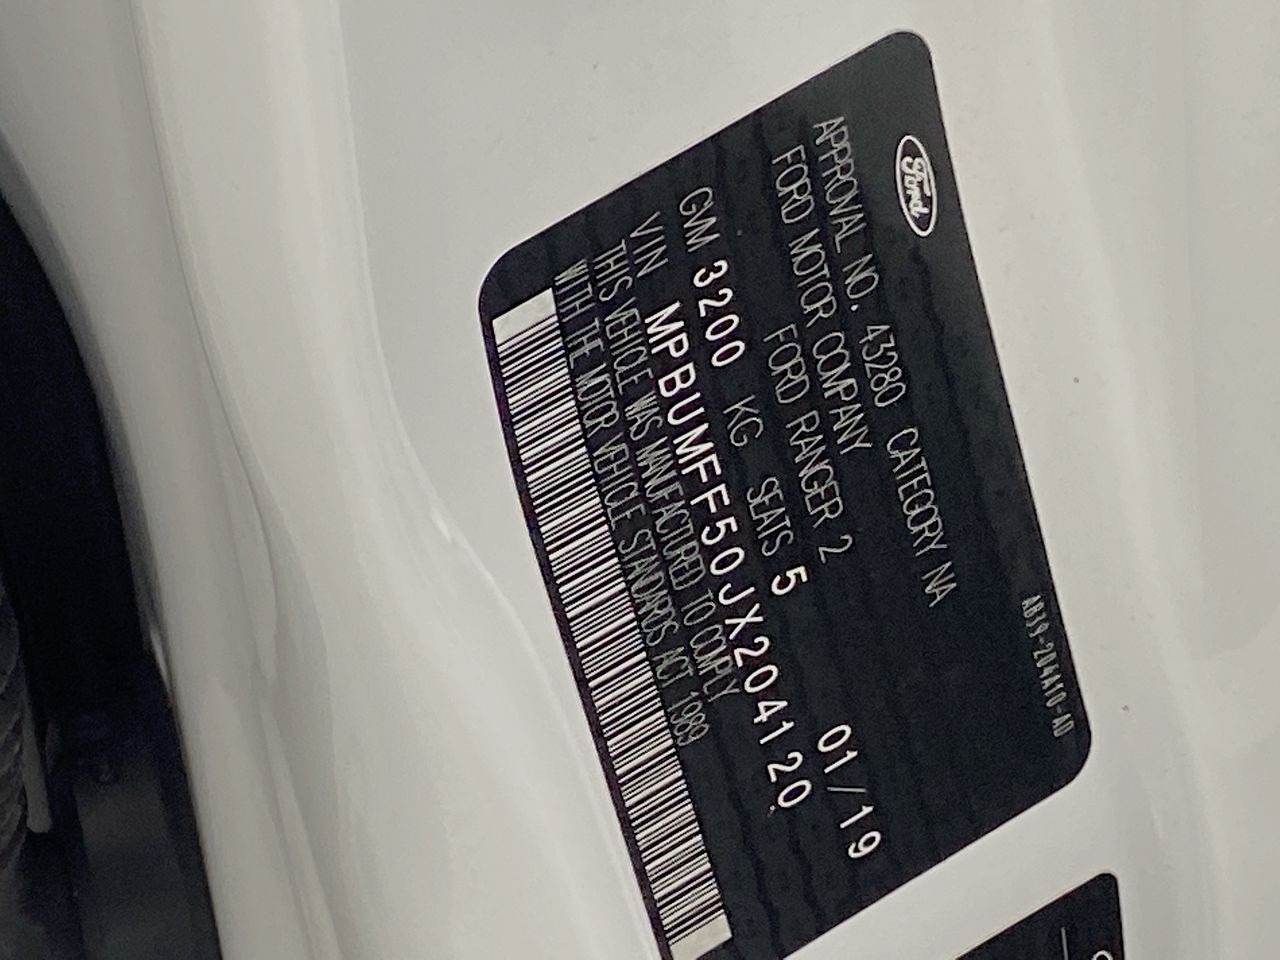 Ford
AB39-204A10-AD
APPROVAL NO. 43280 CATEGORY NA
FORD MOTOR COMPANY
FORD RANGER 2
01/19
GVM 3200 KG SEATS 5
VIN MPBUMFF50JX204120
THIS VEHICLE WAS MANUFACTURED TO COMPLY
WITH THE MOTOR VEHICLE STANDARDS ACT 1989